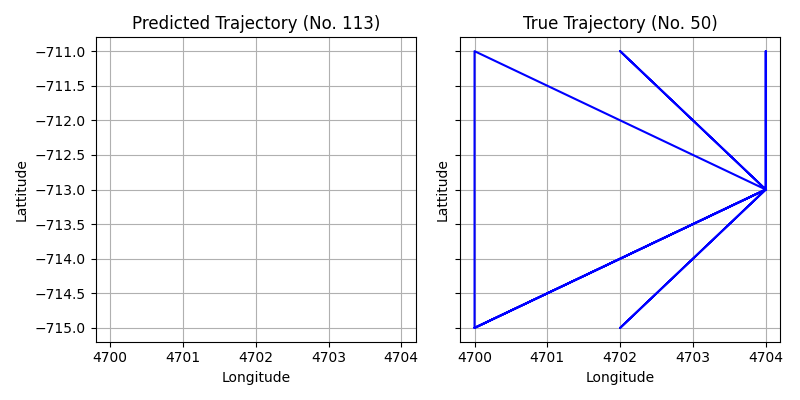 Predicted Trajectory (No. 113)
−711.0
−711.5
−712.0
−712.5
−713.0
−713.5
−714.0
−714.5
−715.0
Lattitude
4700 4701 4702 4703 4704
Longitude
True Trajectory (No. 50)
Lattitude
4700 4701 4702 4703 4704
Longitude